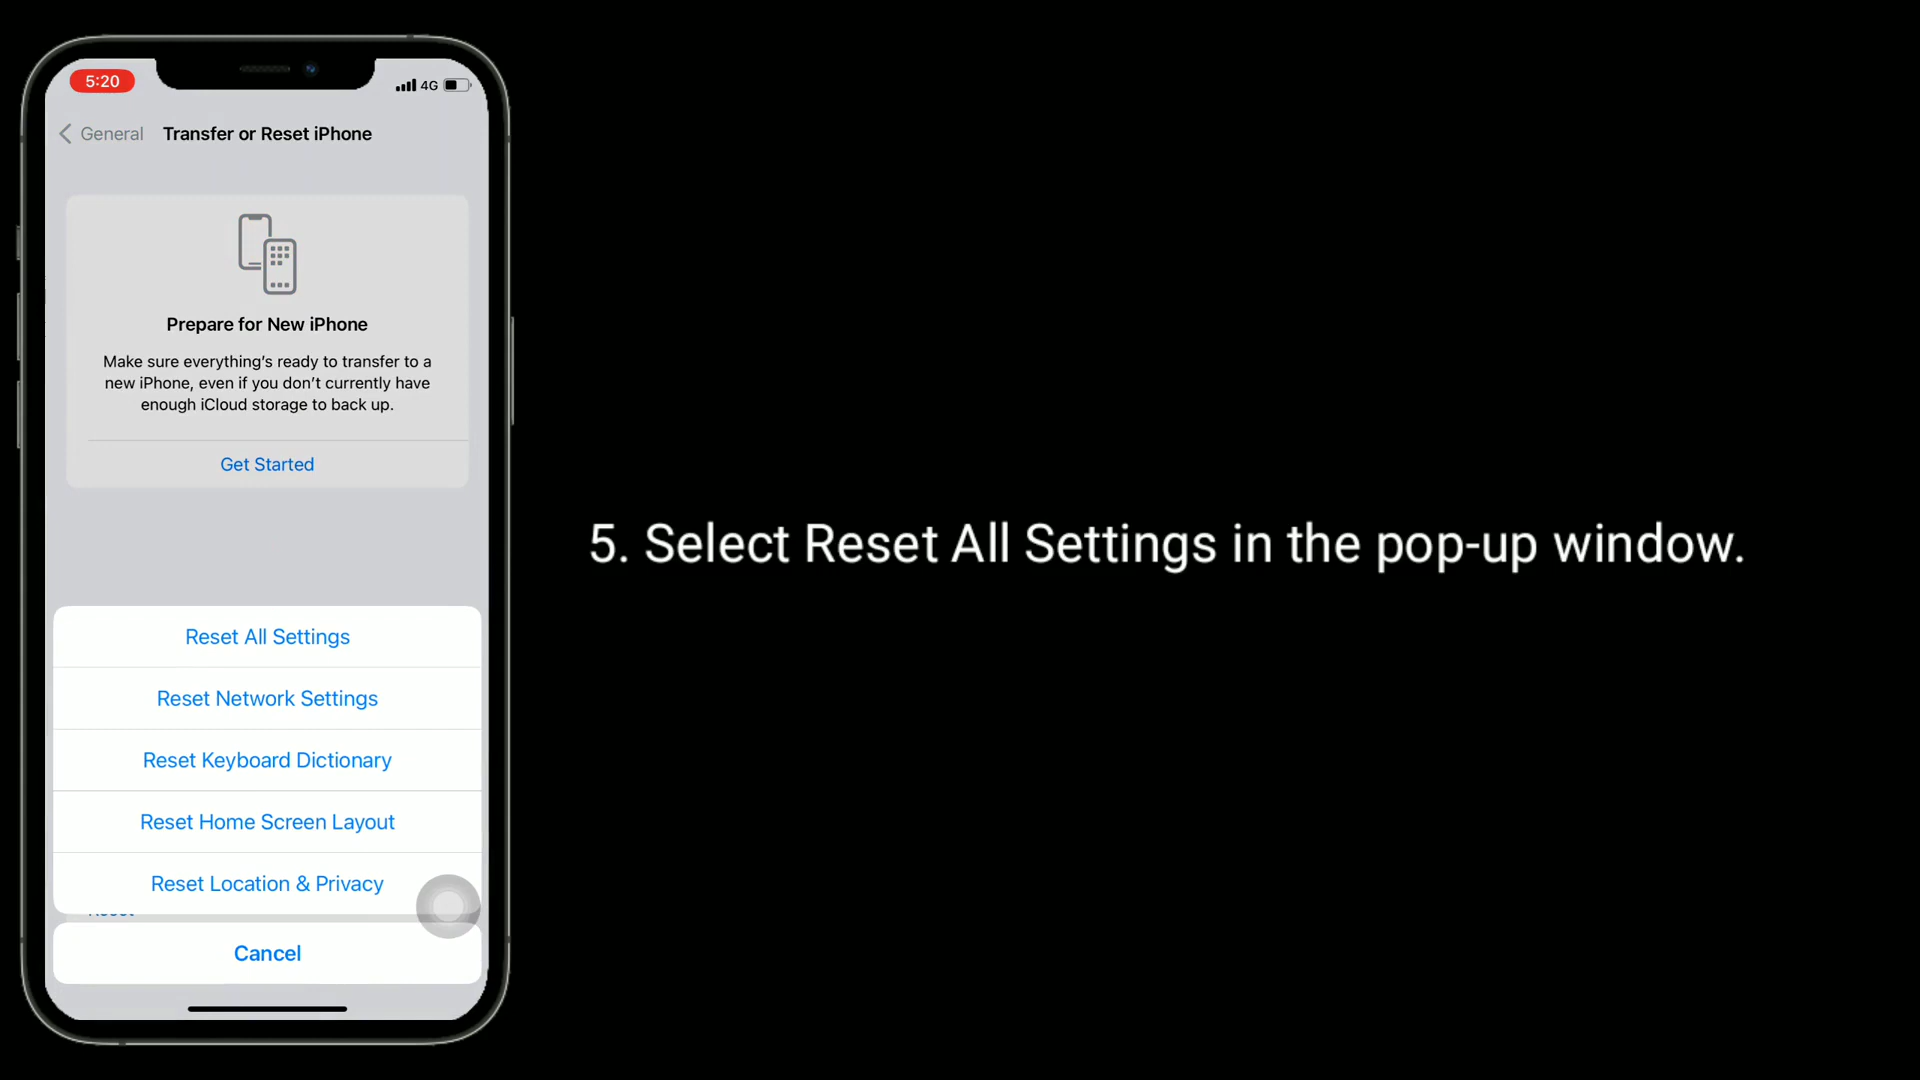 5:20
4G
General
Transfer or Reset iPhone
Prepare for New iPhone
Make sure everything's ready to transfer to a
new iPhone, even if you don't currently have
enough iCloud storage to back up.
Get Started
Reset All Settings
Reset Network Settings
Reset Keyboard Dictionary
Reset Home Screen Layout
Reset Location & Privacy
Reset
Cancel
5. Select Reset All Settings in the pop-up window.